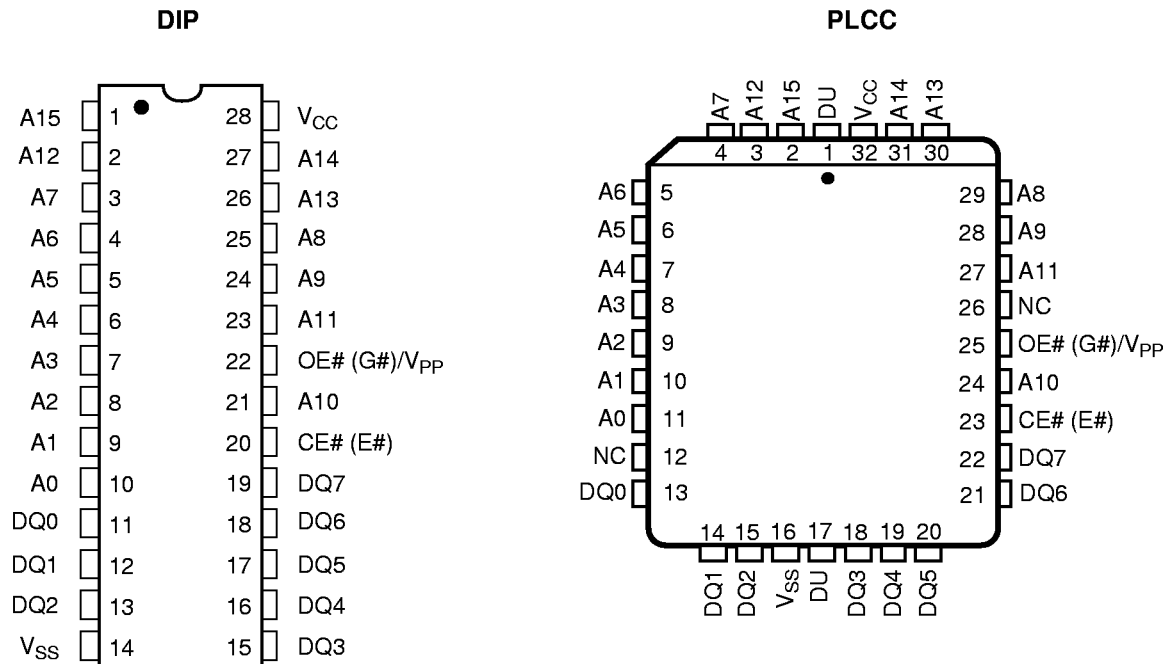 DIP
A15 1 28 VCC
A12 2 27 A14
A7 3 26 A13
A6 4 25 A8
A5 5 24 A9
A4 6 23 A11
A3 7 22 OE# (G#)/VPP
A2 8 21 A10
A1 9 20 CE# (E#)
A0 10 19 DQ7
DQ0 11 18 DQ6
DQ1 12 17 DQ5
DQ2 13 16 DQ4
VSS 14 15 DQ3
PLCC
A7 A12 A15 DU VCC A14 A13
4 3 2 1 32 31 30
A6 5 29 A8
A5 6 28 A9
A4 7 27 A11
A3 8 26 NC
A2 9 25 OE# (G#)/VPP
A1 10 24 A10
A0 11 23 CE# (E#)
NC 12 22 DQ7
DQ0 13 21 DQ6
14 15 16 17 18 19 20
DQ1 DQ2 VSS DU DQ3 DQ4 DQ5